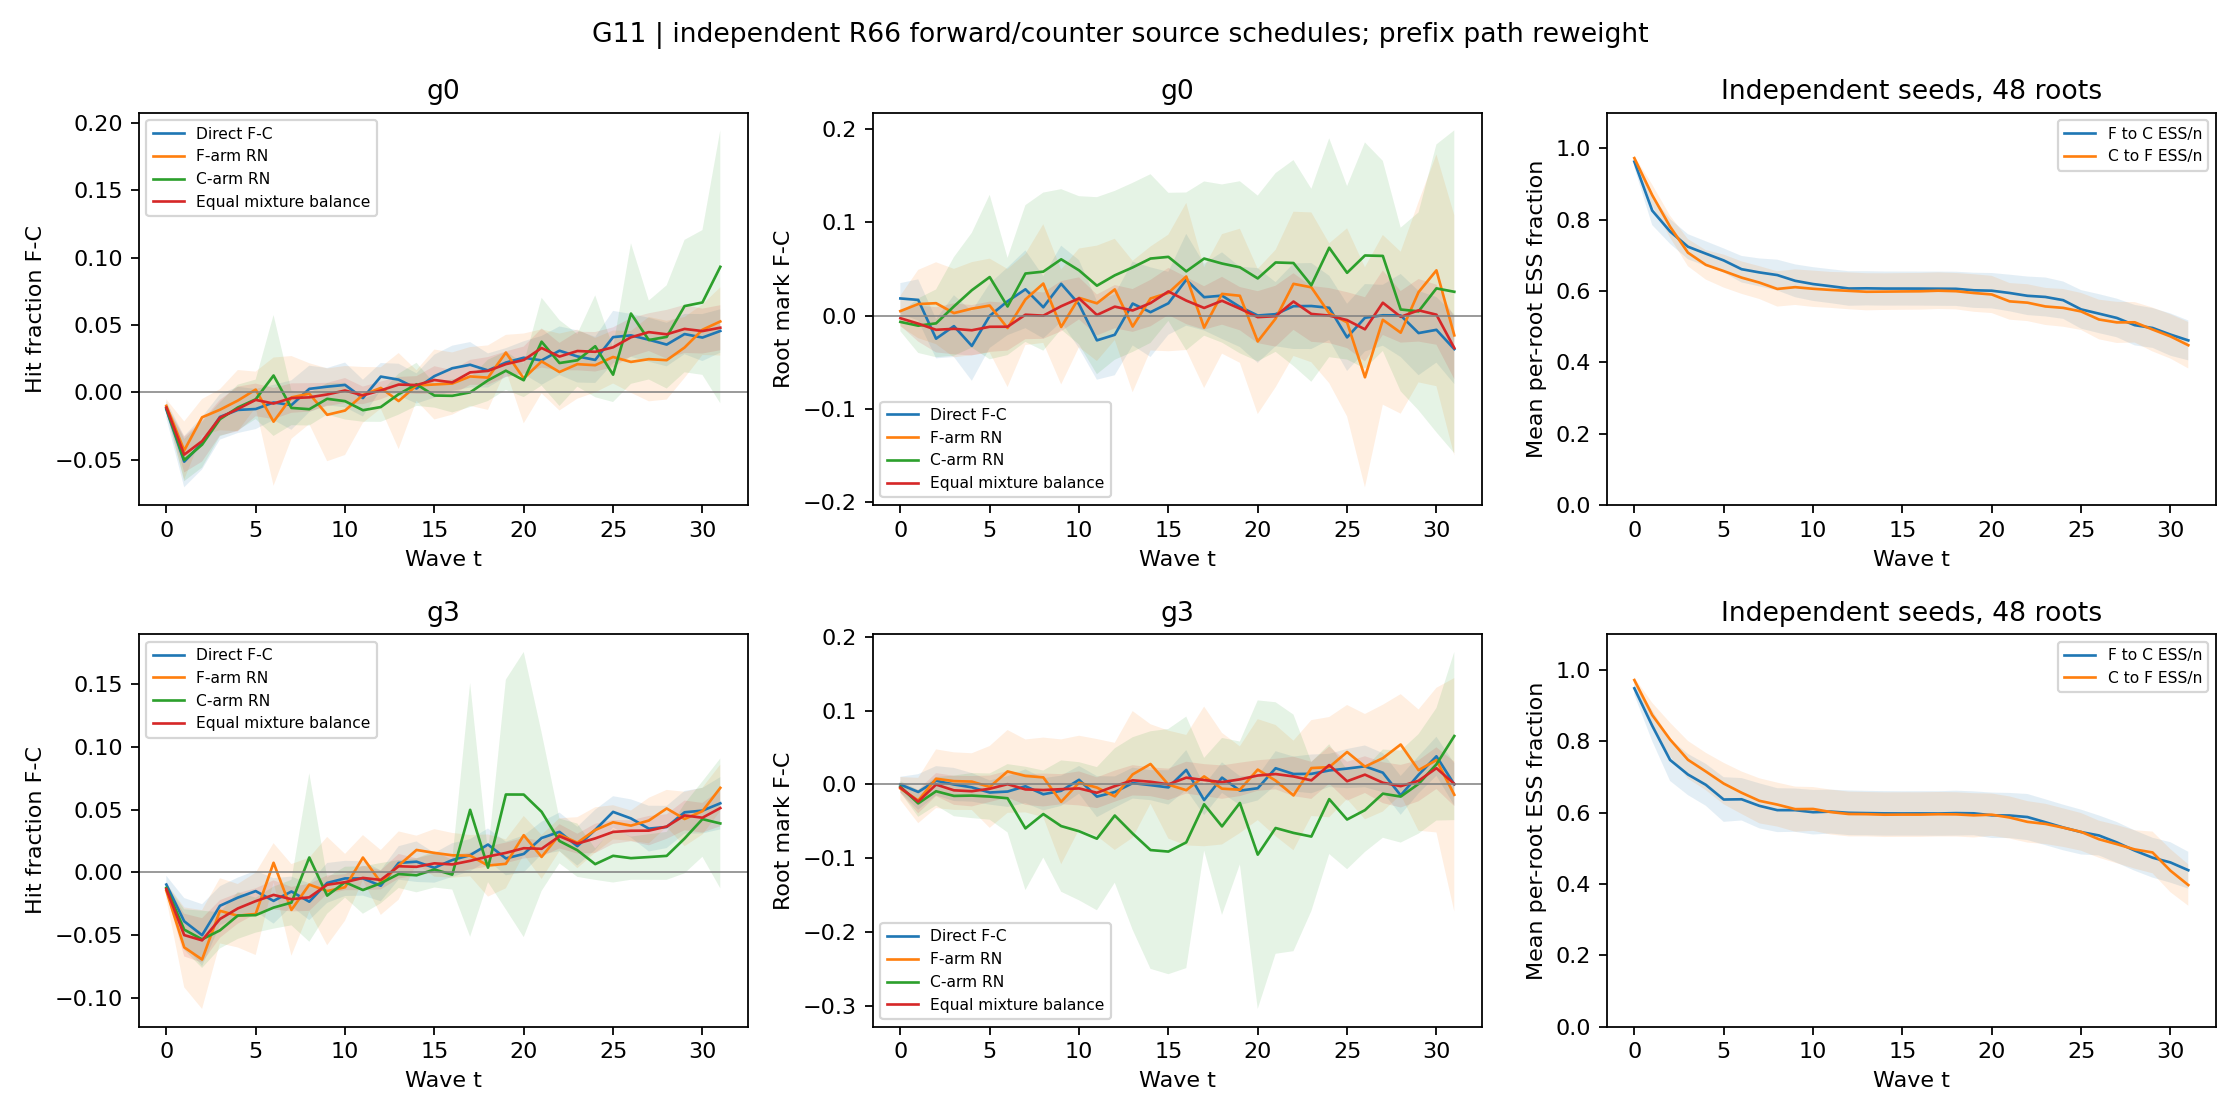 G11 | independent R66 forward/counter source schedules; prefix path reweight
g0
Hit fraction F-C
0.20
0.15
0.10
0.05
0.00
−0.05
Direct F-C
F-arm RN
C-arm RN
Equal mixture balance
0 5 10 15 20 25 30
Wave t
g0
Root mark F-C
0.2
0.1
0.0
−0.1
−0.2
Direct F-C
F-arm RN
C-arm RN
Equal mixture balance
0 5 10 15 20 25 30
Wave t
Independent seeds, 48 roots
Mean per-root ESS fraction
1.0
0.8
0.6
0.4
0.2
0.0
F to C ESS/n
C to F ESS/n
0 5 10 15 20 25 30
Wave t
g3
Hit fraction F-C
0.15
0.10
0.05
0.00
−0.05
−0.10
Direct F-C
F-arm RN
C-arm RN
Equal mixture balance
0 5 10 15 20 25 30
Wave t
g3
Root mark F-C
0.2
0.1
0.0
−0.1
−0.2
−0.3
Direct F-C
F-arm RN
C-arm RN
Equal mixture balance
0 5 10 15 20 25 30
Wave t
Independent seeds, 48 roots
Mean per-root ESS fraction
1.0
0.8
0.6
0.4
0.2
0.0
F to C ESS/n
C to F ESS/n
0 5 10 15 20 25 30
Wave t